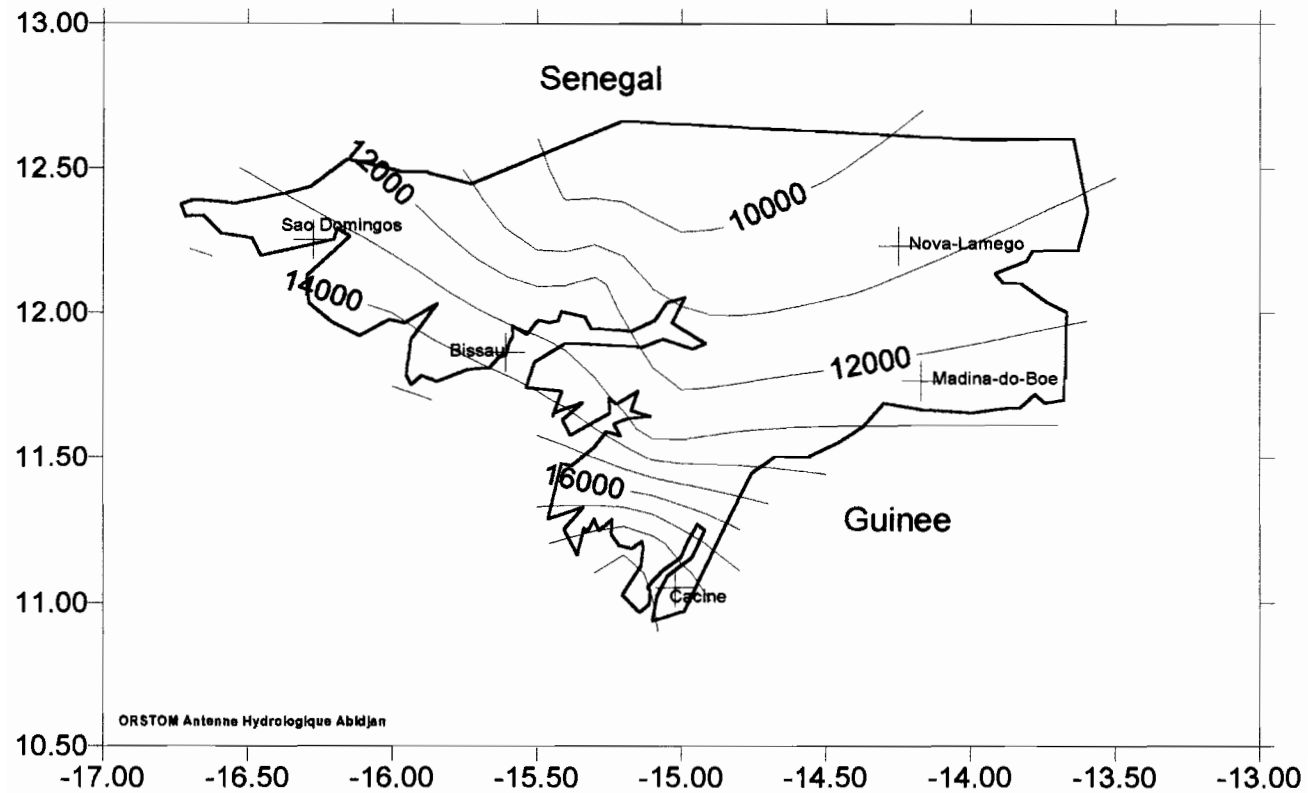 13.00
Senegal
12.50
12000
10000
Sao Domingos
Nova-Lamego
14000
12.00
Bissau
12000
Madina-do-Boe
11.50
16000
Guinee
11.00
Cacine
ORSTOM Antenne Hydrologique Abidjan
10.50
-17.00 -16.50 -16.00 -15.50 -15.00 -14.50 -14.00 -13.50 -13.00